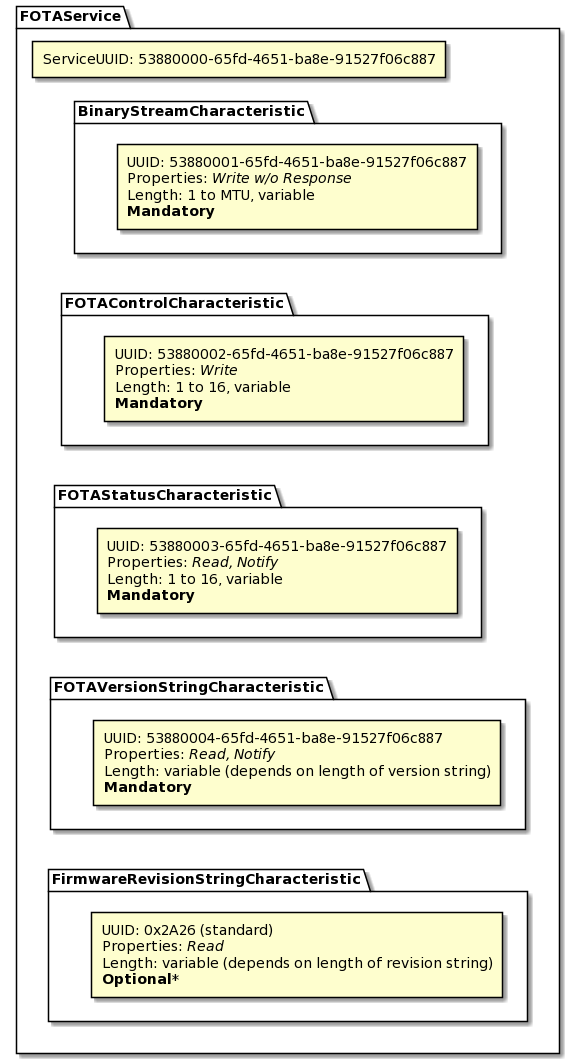 FOTAService
ServiceUUID: 53880000-65fd-4651-ba8e-91527f06c887
BinaryStreamCharacteristic
UUID: 53880001-65fd-4651-ba8e-91527f06c887
Properties: Write w/o Response
Length: 1 to MTU, variable
Mandatory
FOTAControlCharacteristic
UUID: 53880002-65fd-4651-ba8e-91527f06c887
Properties: Write
Length: 1 to 16, variable
Mandatory
FOTAStatusCharacteristic
UUID: 53880003-65fd-4651-ba8e-91527f06c887
Properties: Read, Notify
Length: 1 to 16, variable
Mandatory
FOTAVersionStringCharacteristic
UUID: 53880004-65fd-4651-ba8e-91527f06c887
Properties: Read, Notify
Length: variable (depends on length of version string)
Mandatory
FirmwareRevisionStringCharacteristic
UUID: 0x2A26 (standard)
Properties: Read
Length: variable (depends on length of revision string)
Optional*